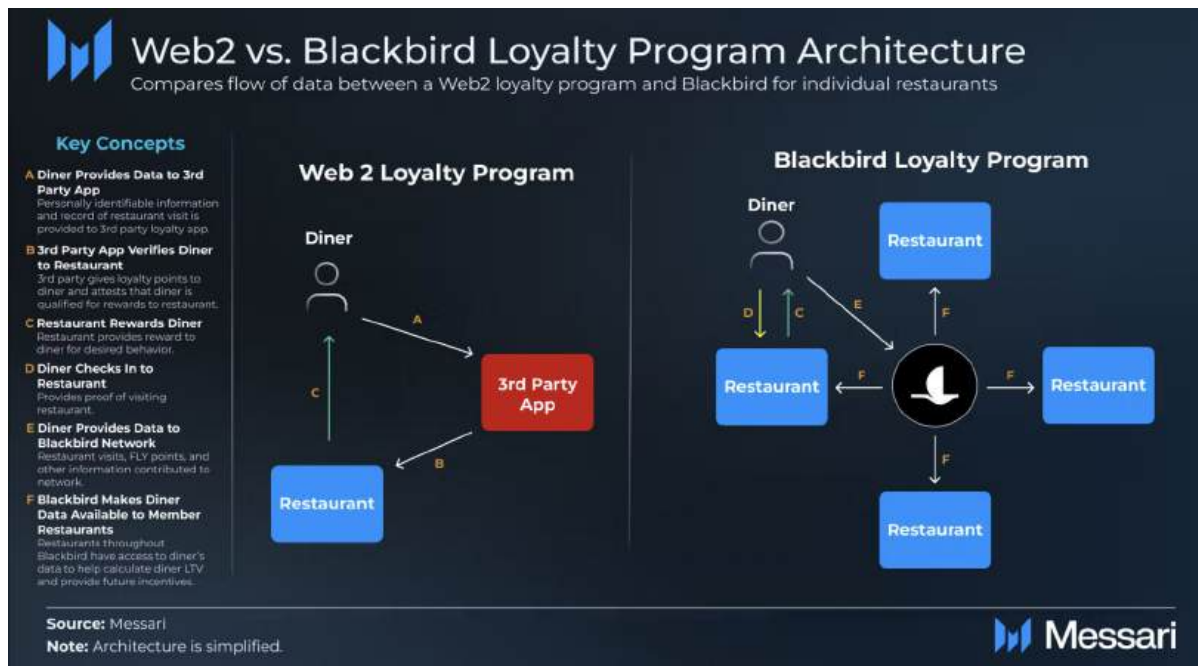 Web2 vs. Blackbird Loyalty Program Architecture
Compares flow of data between a Web2 loyalty program and Blackbird for individual restaurants
Key Concepts
A Diner Provides Data to 3rd
Party App
Personally identifiable information
and record of restaurant visit is
provided to 3rd party loyalty app.
B 3rd Party App Verifies Diner
to Restaurant
3rd party gives loyalty points to
diner and attests that diner is
qualified for rewards to restaurant.
C Restaurant Rewards Diner
Restaurant provides reward to
diner for desired behavior.
D Diner Checks In to
Restaurant
Provides proof of visiting
restaurant.
E Diner Provides Data to
Blackbird Network
Restaurant visits, FLY points, and
other information contributed to
network.
F Blackbird Makes Diner
Data Available to Member
Restaurants
Restaurants throughout
Blackbird have access to diner's
data to help calculate diner LTV
and provide future incentives.
Web 2 Loyalty Program
Diner
A
C
3rd Party
App
B
Restaurant
Blackbird Loyalty Program
Diner
Restaurant
D
C
E
F
Restaurant
F
F
Restaurant
F
Restaurant
Source: Messari
Note: Architecture is simplified.
Messari